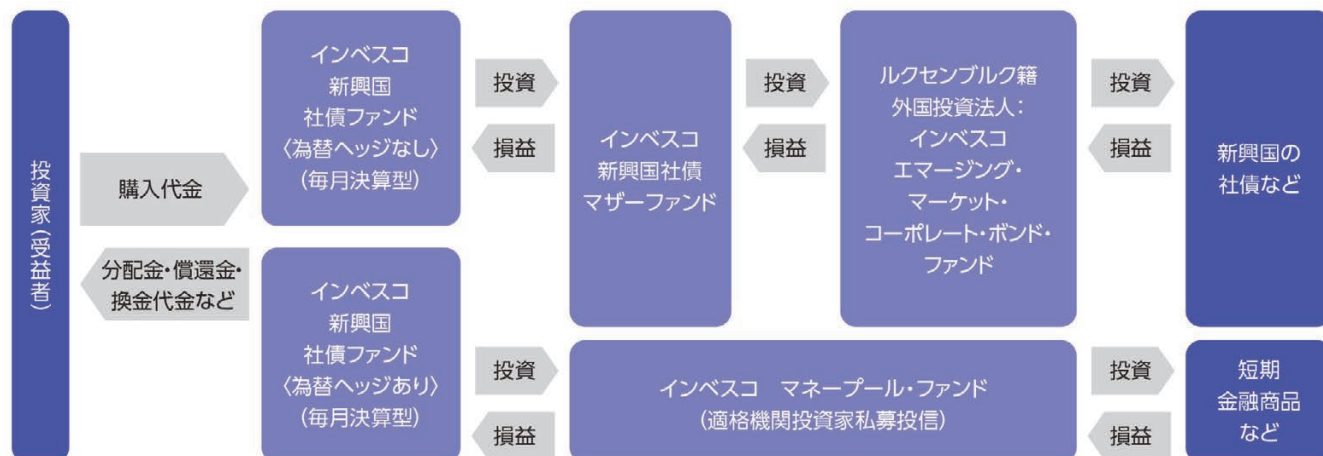 投資家(受益者)
購入代金
分配金・償還金・
換金代金など
インベスコ
新興国
社債ファンド
〈為替ヘッジなし〉
(毎月決算型)
インベスコ
新興国
社債ファンド
〈為替ヘッジあり〉
(毎月決算型)
投資
損益
投資
損益
インベスコ
新興国社債
マザーファンド
投資
損益
ルクセンブルク籍
外国投資法人:
インベスコ
エマージング・
マーケット・
コーポレート・ボンド・
ファンド
投資
損益
新興国の
社債など
インベスコ　マネープール・ファンド
(適格機関投資家私募投信)
投資
損益
短期
金融商品
など